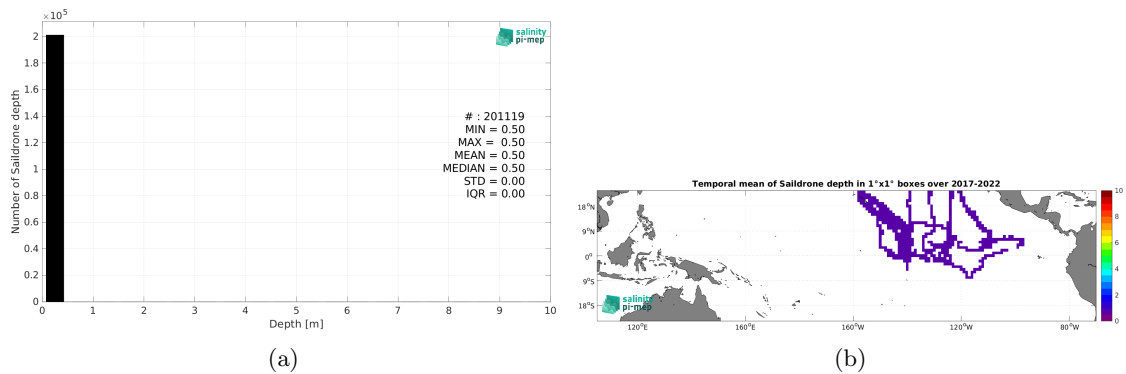 ×10⁵
2
1.8
1.6
1.4
1.2
1
0.8
0.6
0.4
0.2
0
Number of Saildrone depth
salinity
pi-mep
# : 201119
MIN = 0.50
MAX = 0.50
MEAN = 0.50
MEDIAN = 0.50
STD = 0.00
IQR = 0.00
0 1 2 3 4 5 6 7 8 9 10
Depth [m]
(a)
Temporal mean of Saildrone depth in 1°x1° boxes over 2017-2022
18°N
9°N
0°
9°S
18°S
salinity
pi-mep
120°E 160°E 160°W 120°W 80°W
10
8
6
4
2
0
(b)